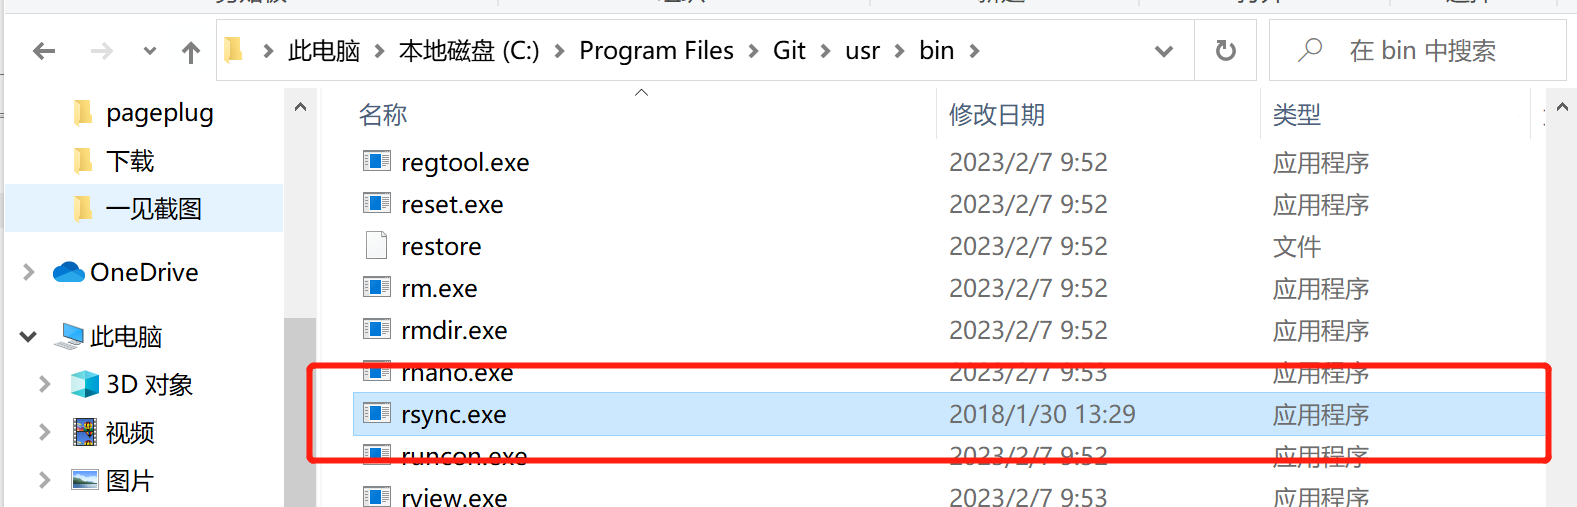 此电脑 本地磁盘 (C:) Program Files Git usr bin 在 bin 中搜索
pageplug
下载
一见截图
OneDrive
此电脑
3D 对象
视频
图片
名称 修改日期 类型
regtool.exe 2023/2/7 9:52 应用程序
reset.exe 2023/2/7 9:52 应用程序
restore 2023/2/7 9:52 文件
rm.exe 2023/2/7 9:52 应用程序
rmdir.exe 2023/2/7 9:52 应用程序
rnano.exe 2023/2/7 9:53 应用程序
rsync.exe 2018/1/30 13:29 应用程序
runcon.exe 2023/2/7 9:52 应用程序
rview.exe 2023/2/7 9:53 应用程序